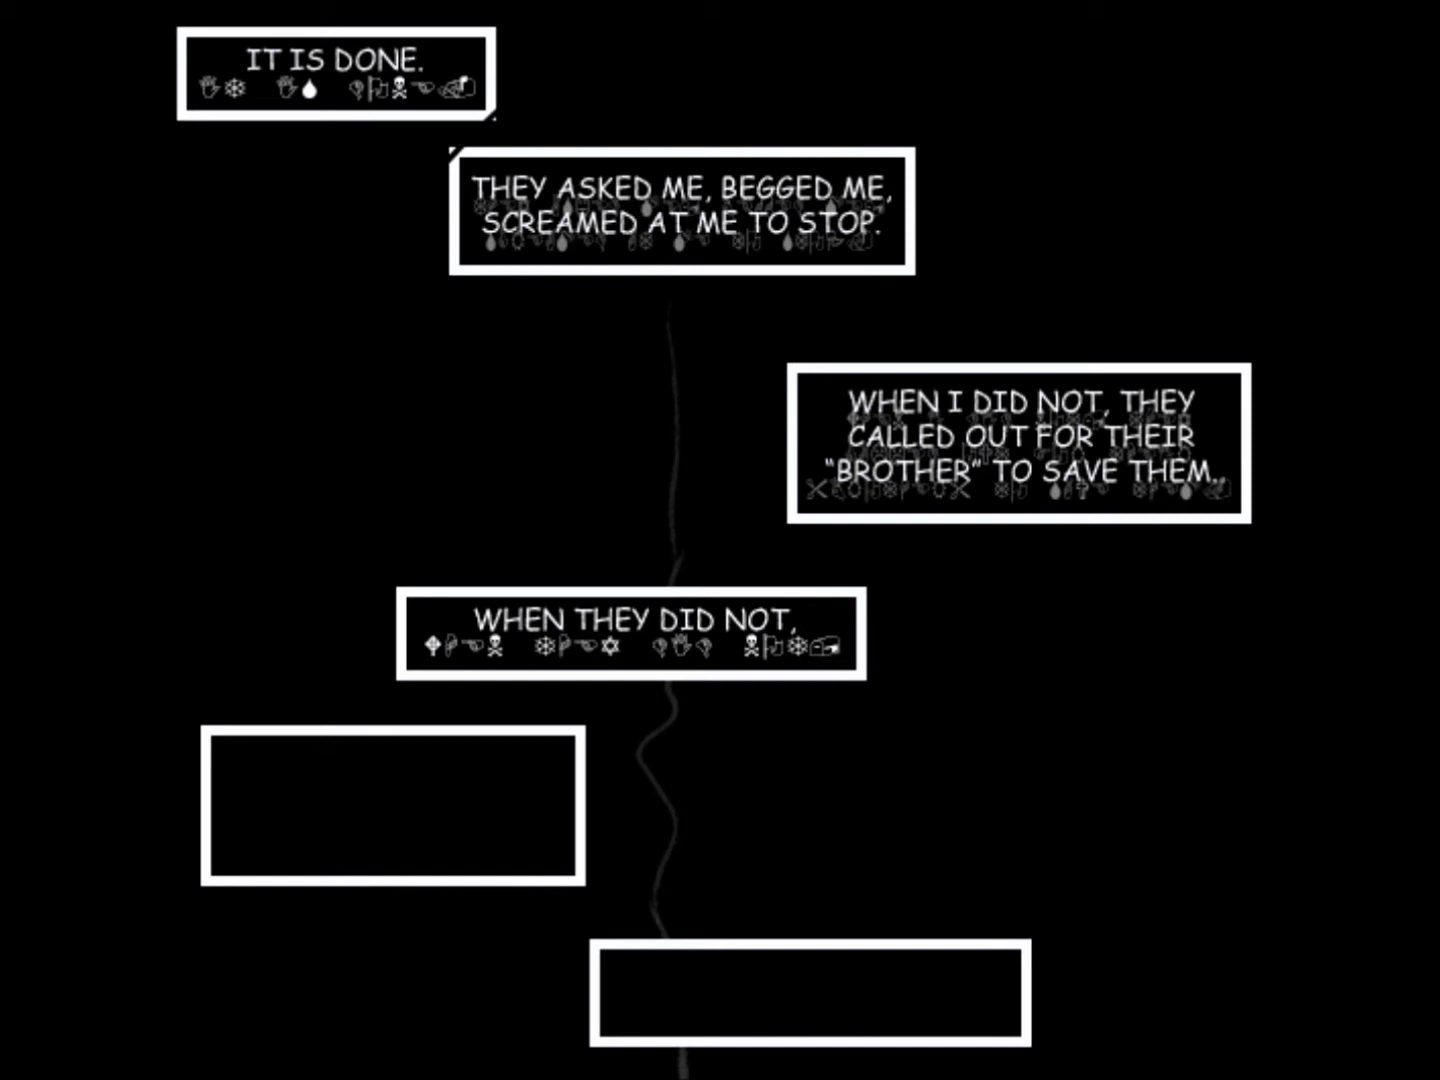 IT IS DONE.
✋❄ ✋💧 👎⚐☠☜📬
THEY ASKED ME, BEGGED ME,
SCREAMED AT ME TO STOP.
WHEN I DID NOT, THEY
CALLED OUT FOR THEIR
“BROTHER” TO SAVE THEM..
WHEN THEY DID NOT,
🕈☟☜☠ ❄☟☜✡ 👎✋👎 ☠⚐❄📪